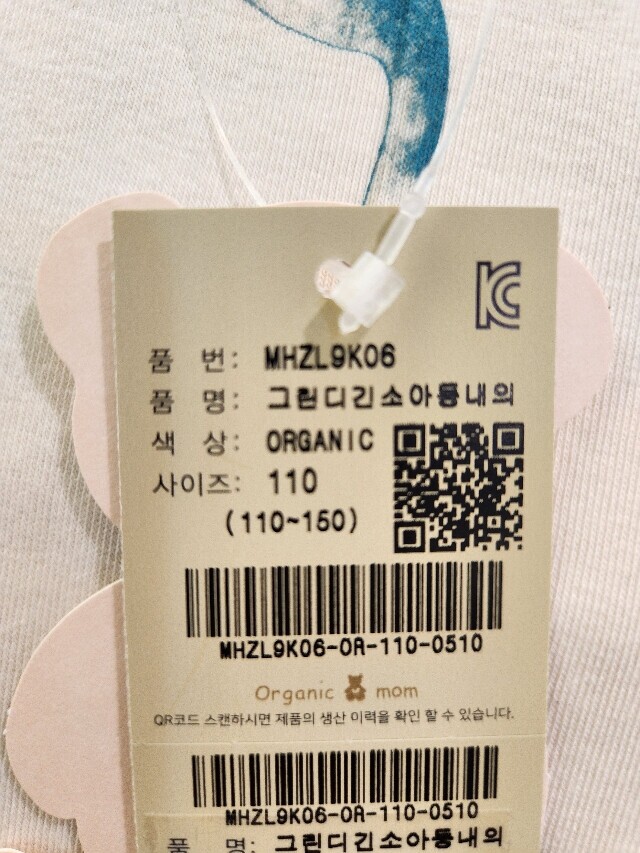 KC
품 번: MHZL9K06
품 명: 그린디긴소아동내의
색 상: ORGANIC
사이즈: 110
(110~150)
MHZL9K06-OR-110-0510
Organic mom
QR코드 스캔하시면 제품의 생산 이력을 확인 할 수 있습니다.
MHZL9K06-OR-110-0510
품 명: 그린디긴소아동내의